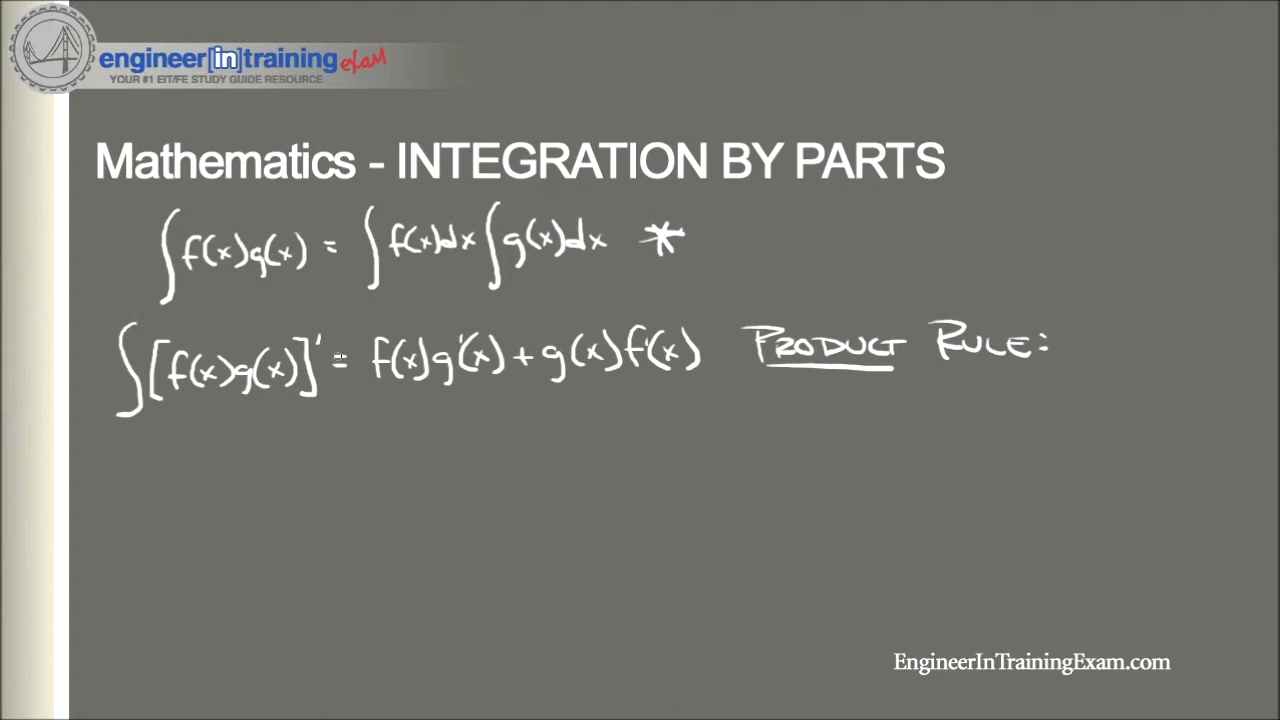 engineer[in]training exam
YOUR #1 EIT/FE STUDY GUIDE RESOURCE
Mathematics - INTEGRATION BY PARTS
∫ f(x)g(x) = ∫ f(x)dx ∫ g(x)dx *
∫ [f(x)g(x)]' = f(x)g'(x) + g(x)f'(x) PRODUCT RULE:
EngineerInTrainingExam.com